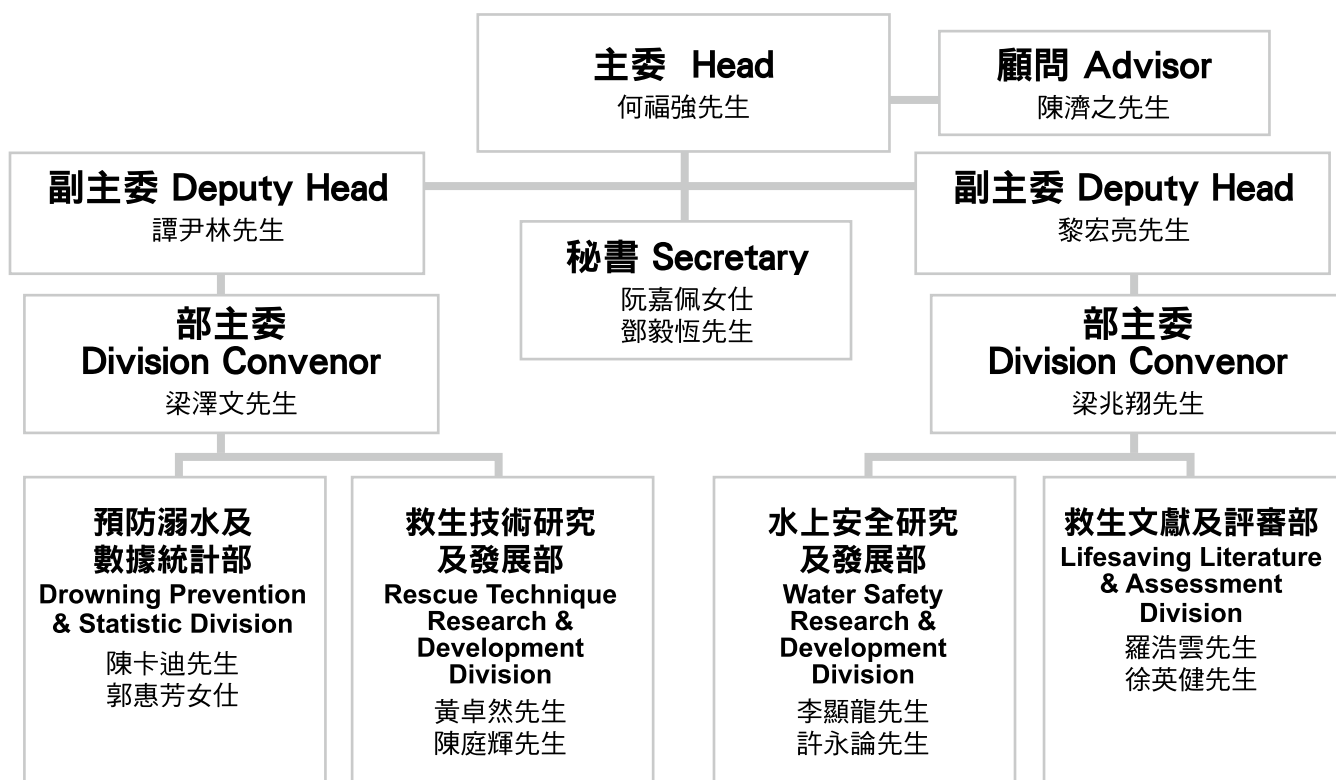 主委 Head
何福強先生
顧問 Advisor
陳濟之先生
副主委 Deputy Head
譚尹林先生
秘書 Secretary
阮嘉佩女仕
鄧毅恆先生
副主委 Deputy Head
黎宏亮先生
部主委
Division Convenor
梁澤文先生
部主委
Division Convenor
梁兆翔先生
預防溺水及
數據統計部
Drowning Prevention
& Statistic Division
陳卡迪先生
郭惠芳女仕
救生技術研究
及發展部
Rescue Technique
Research &
Development
Division
黃卓然先生
陳庭輝先生
水上安全研究
及發展部
Water Safety
Research &
Development
Division
李顯龍先生
許永論先生
救生文獻及評審部
Lifesaving Literature
& Assessment
Division
羅浩雲先生
徐英健先生